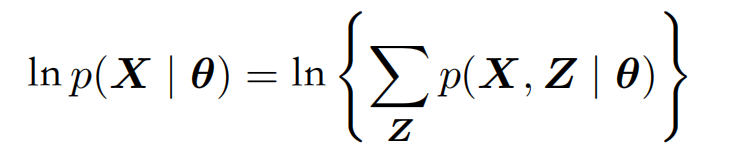 ln p(X | θ) = ln { ∑_Z p(X, Z | θ) }